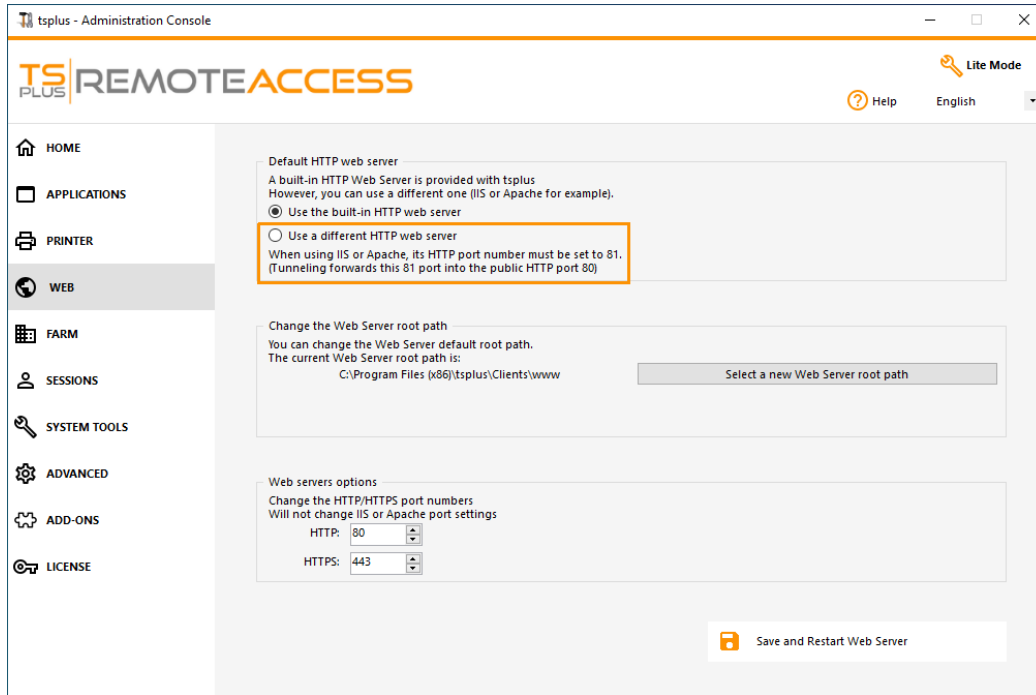 tsplus - Administration Console
TS PLUS REMOTEACCESS
Lite Mode
Help
English
HOME
APPLICATIONS
PRINTER
WEB
FARM
SESSIONS
SYSTEM TOOLS
ADVANCED
ADD-ONS
LICENSE
Default HTTP web server
A built-in HTTP Web Server is provided with tsplus
However, you can use a different one (IIS or Apache for example).
Use the built-in HTTP web server
Use a different HTTP web server
When using IIS or Apache, its HTTP port number must be set to 81.
(Tunneling forwards this 81 port into the public HTTP port 80)
Change the Web Server root path
You can change the Web Server default root path.
The current Web Server root path is:
C:\Program Files (x86)\tsplus\Clients\www
Select a new Web Server root path
Web servers options
Change the HTTP/HTTPS port numbers
Will not change IIS or Apache port settings
HTTP: 80
HTTPS: 443
Save and Restart Web Server